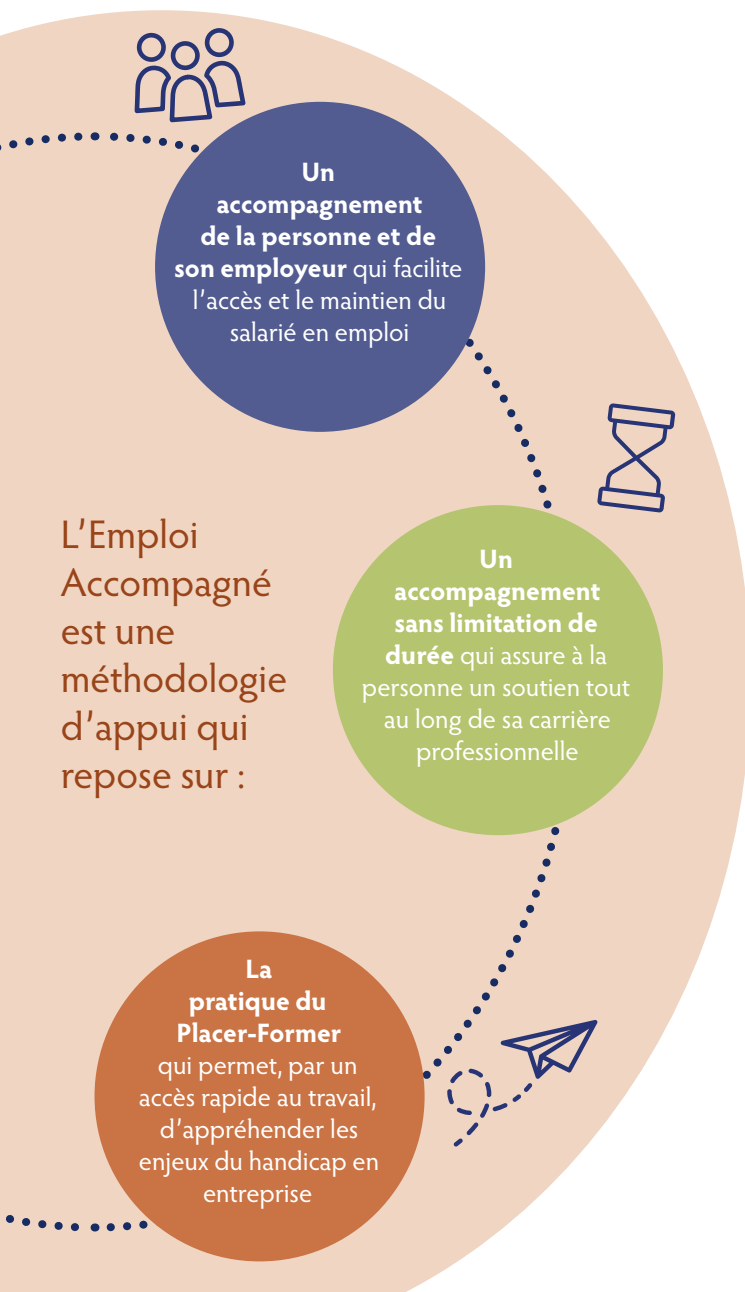 L'Emploi
Accompagné
est une
méthodologie
d'appui qui
repose sur :
Un
accompagnement
de la personne et de
son employeur qui facilite
l'accès et le maintien du
salarié en emploi
Un
accompagnement
sans limitation de
durée qui assure à la
personne un soutien tout
au long de sa carrière
professionnelle
La
pratique du
Placer-Former
qui permet, par un
accès rapide au travail,
d'appréhender les
enjeux du handicap en
entreprise